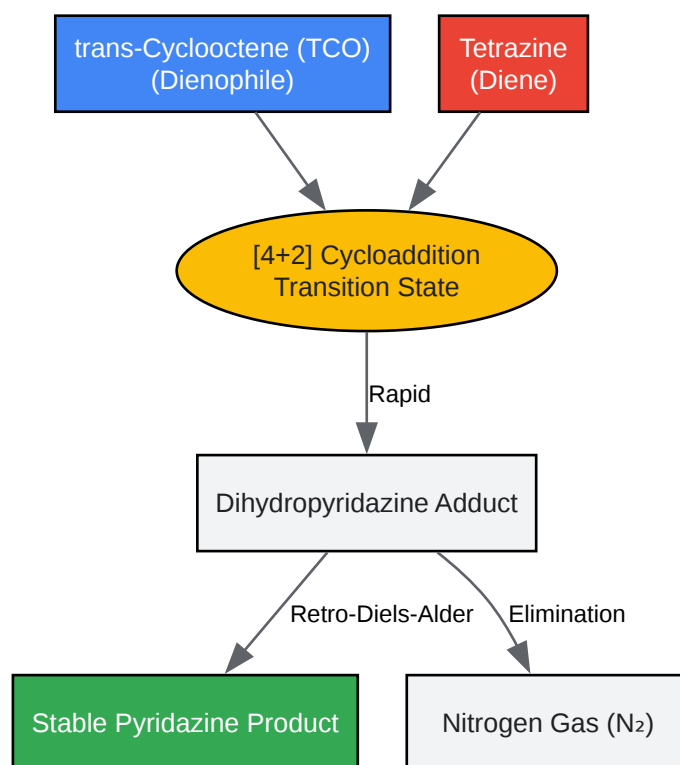 trans-Cyclooctene (TCO)
(Dienophile)
Tetrazine
(Diene)
[4+2] Cycloaddition
Transition State
Rapid
Dihydropyridazine Adduct
Retro-Diels-Alder
Elimination
Stable Pyridazine Product
Nitrogen Gas (N₂)